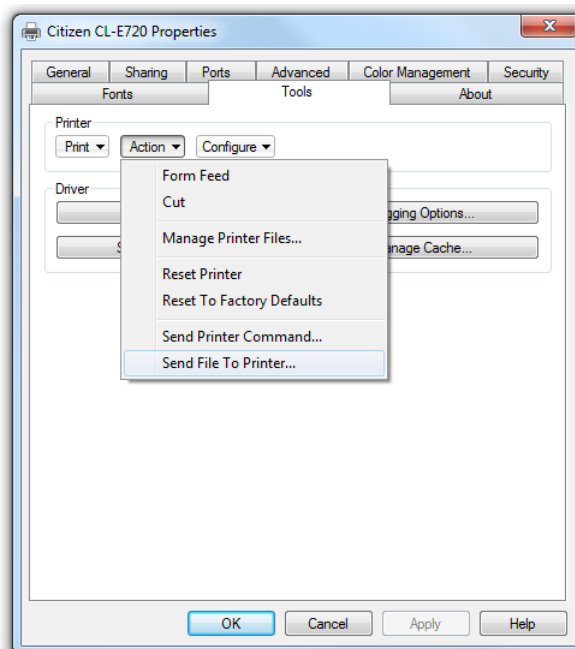 Citizen CL-E720 Properties
General Sharing Ports Advanced Color Management Security
Fonts Tools About
Printer
Print Action Configure
Form Feed
Cut
Manage Printer Files...
Reset Printer
Reset To Factory Defaults
Send Printer Command...
Send File To Printer...
Driver
Options...
Cache...
OK Cancel Apply Help